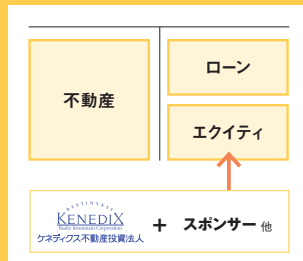 不動産
ローン
エクイティ
BESTINVEST
KENEDIX
Realty Investment Corporation
ケネディクス不動産投資法人
+ スポンサー 他